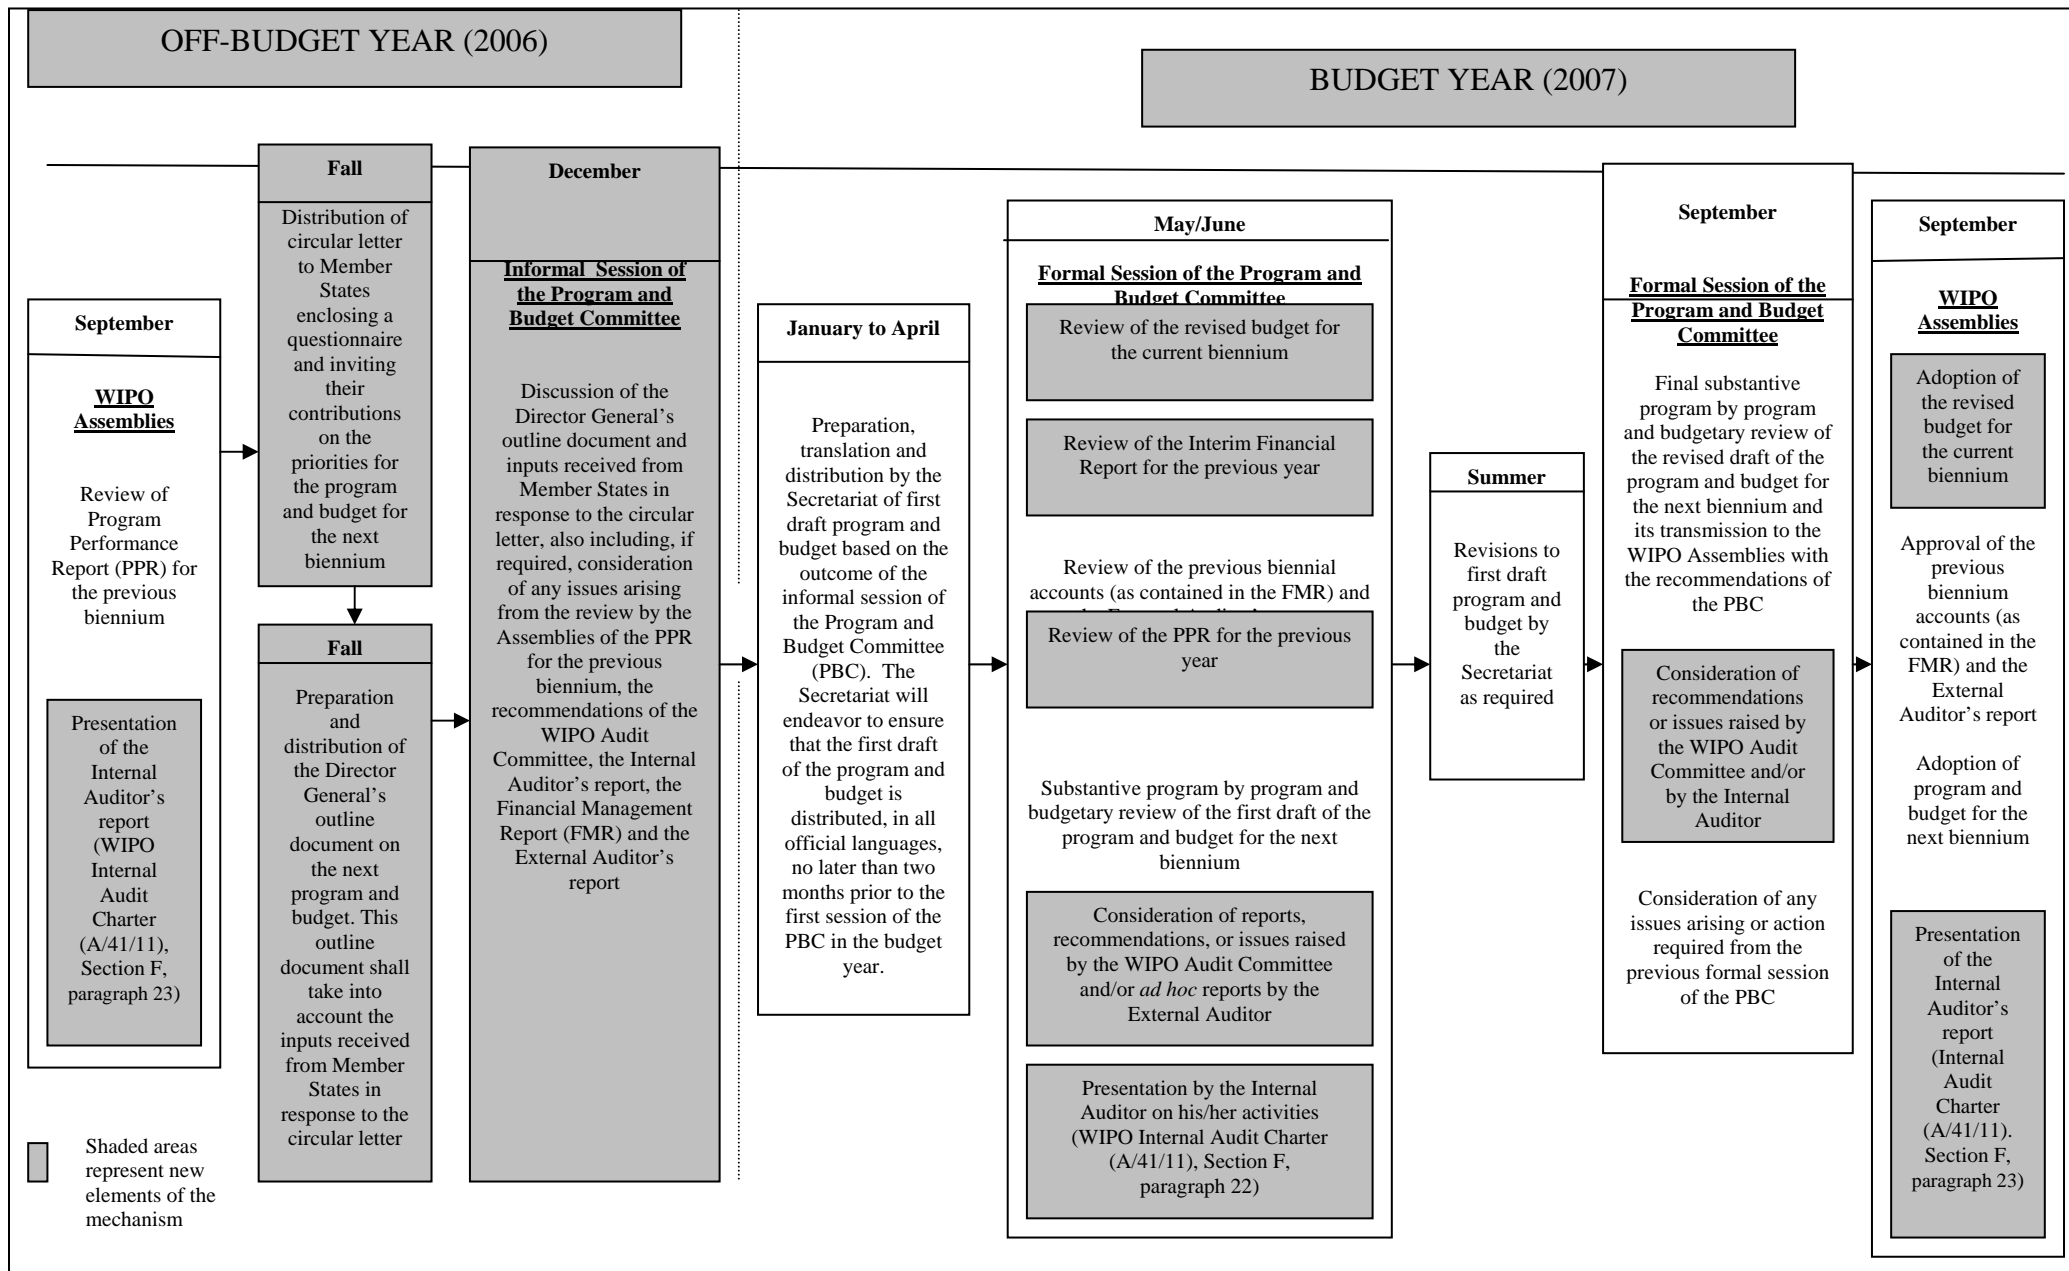 OFF-BUDGET YEAR (2006)
BUDGET YEAR (2007)
September
WIPO
Assemblies
Review of
Program
Performance
Report (PPR) for
the previous
biennium
Presentation
of the
Internal
Auditor’s
report
(WIPO
Internal
Audit
Charter
(A/41/11),
Section F,
paragraph 23)
Shaded areas
represent new
elements of the
mechanism
Fall
Distribution of
circular letter
to Member
States
enclosing a
questionnaire
and inviting
their
contributions
on the
priorities for
the program
and budget for
the next
biennium
Fall
Preparation
and
distribution of
the Director
General’s
outline
document on
the next
program and
budget. This
outline
document shall
take into
account the
inputs received
from Member
States in
response to the
circular letter
December
Informal Session of
the Program and
Budget Committee
Discussion of the
Director General’s
outline document and
inputs received from
Member States in
response to the circular
letter, also including, if
required, consideration
of any issues arising
from the review by the
Assemblies of the PPR
for the previous
biennium, the
recommendations of the
WIPO Audit
Committee, the Internal
Auditor’s report, the
Financial Management
Report (FMR) and the
External Auditor’s
report
January to April
Preparation,
translation and
distribution by the
Secretariat of first
draft program and
budget based on the
outcome of the
informal session of
the Program and
Budget Committee
(PBC). The
Secretariat will
endeavor to ensure
that the first draft
of the program and
budget is
distributed, in all
official languages,
no later than two
months prior to the
first session of the
PBC in the budget
year.
May/June
Formal Session of the Program and
Budget Committee
Review of the revised budget for
the current biennium
Review of the Interim Financial
Report for the previous year
Review of the previous biennial
accounts (as contained in the FMR) and
Review of the PPR for the previous
year
Substantive program by program and
budgetary review of the first draft of the
program and budget for the next
biennium
Consideration of reports,
recommendations, or issues raised
by the WIPO Audit Committee
and/or ad hoc reports by the
External Auditor
Presentation by the Internal
Auditor on his/her activities
(WIPO Internal Audit Charter
(A/41/11), Section F,
paragraph 22)
Summer
Revisions to
first draft
program and
budget by
the
Secretariat
as required
September
Formal Session of the
Program and Budget
Committee
Final substantive
program by program
and budgetary review of
the revised draft of the
program and budget for
the next biennium and
its transmission to the
WIPO Assemblies with
the recommendations of
the PBC
Consideration of
recommendations
or issues raised by
the WIPO Audit
Committee and/or
by the Internal
Auditor
Consideration of any
issues arising or action
required from the
previous formal session
of the PBC
September
WIPO
Assemblies
Adoption of
the revised
budget for
the current
biennium
Approval of the
previous
biennium
accounts (as
contained in the
FMR) and the
External
Auditor’s report
Adoption of
program and
budget for the
next biennium
Presentation
of the
Internal
Auditor’s
report
(Internal
Audit
Charter
(A/41/11).
Section F,
paragraph 23)